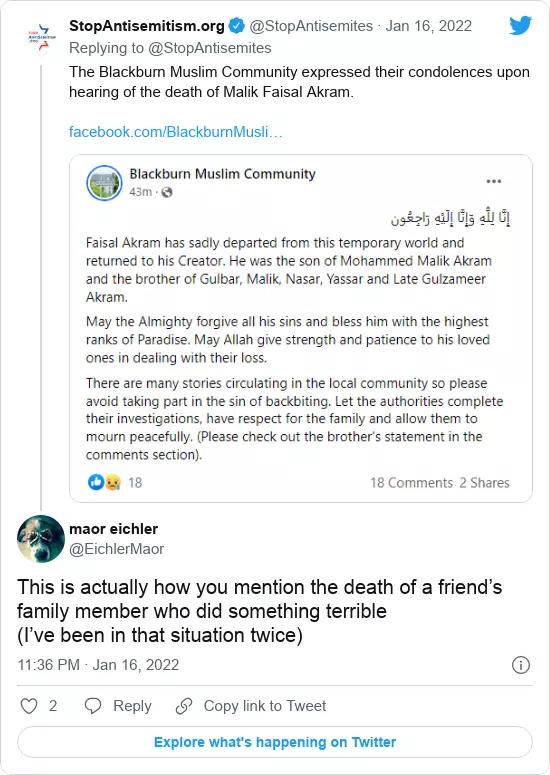 StopAntisemitism.org @StopAntisemites · Jan 16, 2022
Replying to @StopAntisemites
The Blackburn Muslim Community expressed their condolences upon
hearing of the death of Malik Faisal Akram.
facebook.com/BlackburnMusli…
Blackburn Muslim Community
43m ·
إِنَّا لِلَّٰهِ وَإِنَّا إِلَيْهِ رَاجِعُون
Faisal Akram has sadly departed from this temporary world and
returned to his Creator. He was the son of Mohammed Malik Akram
and the brother of Gulbar, Malik, Nasar, Yassar and Late Gulzameer
Akram.
May the Almighty forgive all his sins and bless him with the highest
ranks of Paradise. May Allah give strength and patience to his loved
ones in dealing with their loss.
There are many stories circulating in the local community so please
avoid taking part in the sin of backbiting. Let the authorities complete
their investigations, have respect for the family and allow them to
mourn peacefully. (Please check out the brother's statement in the
comments section).
18
18 Comments 2 Shares
maor eichler
@EichlerMaor
This is actually how you mention the death of a friend’s
family member who did something terrible
(I’ve been in that situation twice)
11:36 PM · Jan 16, 2022
2 Reply Copy link to Tweet
Explore what's happening on Twitter